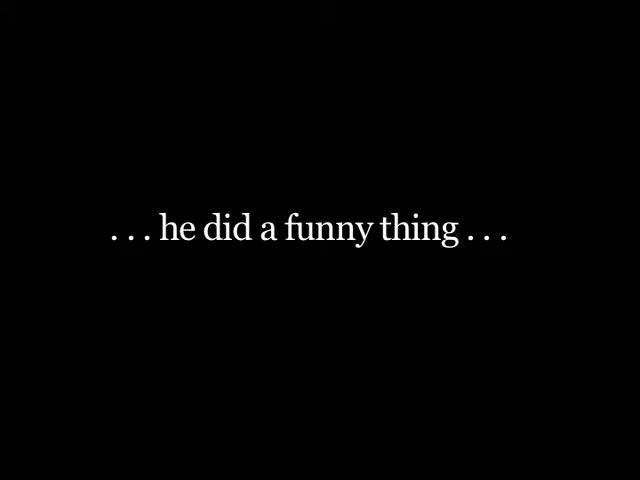 . . . he did a funny thing . . .